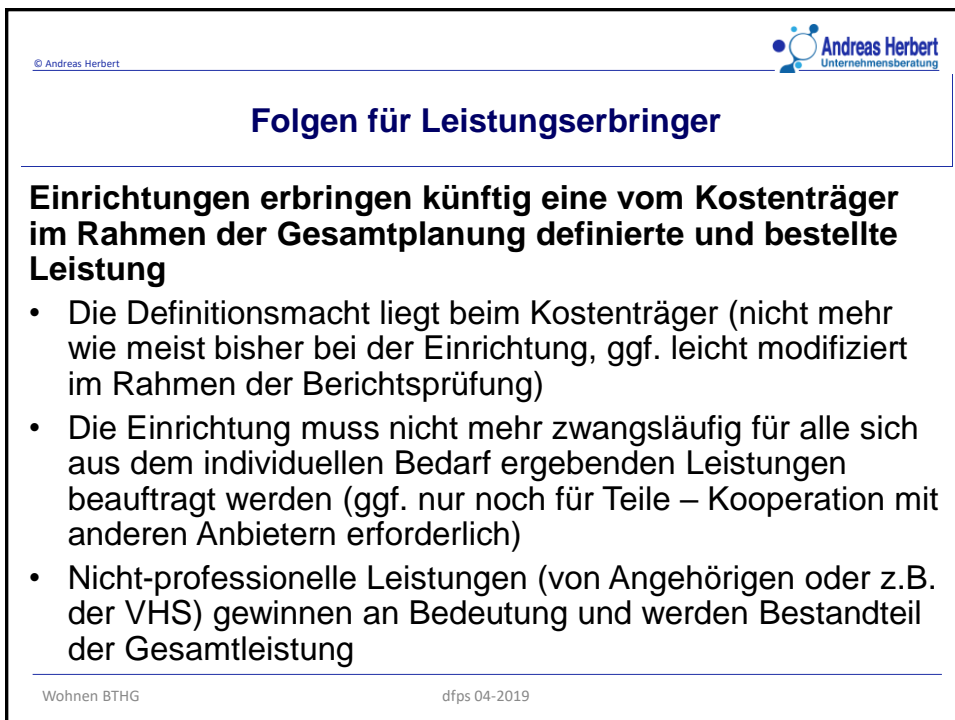 © Andreas Herbert
Andreas Herbert
Unternehmensberatung
Folgen für Leistungserbringer
Einrichtungen erbringen künftig eine vom Kostenträger
im Rahmen der Gesamtplanung definierte und bestellte
Leistung
• Die Definitionsmacht liegt beim Kostenträger (nicht mehr
wie meist bisher bei der Einrichtung, ggf. leicht modifiziert
im Rahmen der Berichtsprüfung)
• Die Einrichtung muss nicht mehr zwangsläufig für alle sich
aus dem individuellen Bedarf ergebenden Leistungen
beauftragt werden (ggf. nur noch für Teile – Kooperation mit
anderen Anbietern erforderlich)
• Nicht-professionelle Leistungen (von Angehörigen oder z.B.
der VHS) gewinnen an Bedeutung und werden Bestandteil
der Gesamtleistung
Wohnen BTHG dfps 04-2019